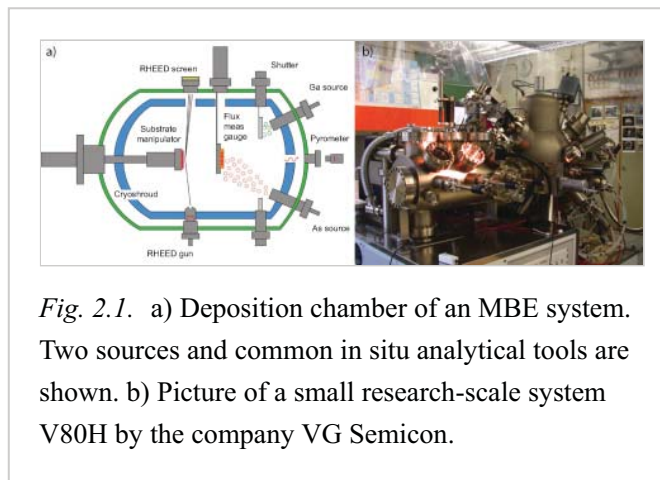 a)
b)
RHEED screen
Shutter
Ga source
Flux
meas
gauge
Substrate
manipulator
Pyrometer
Cryoshroud
As source
RHEED gun
Fig. 2.1. a) Deposition chamber of an MBE system.
Two sources and common in situ analytical tools are
shown. b) Picture of a small research-scale system
V80H by the company VG Semicon.